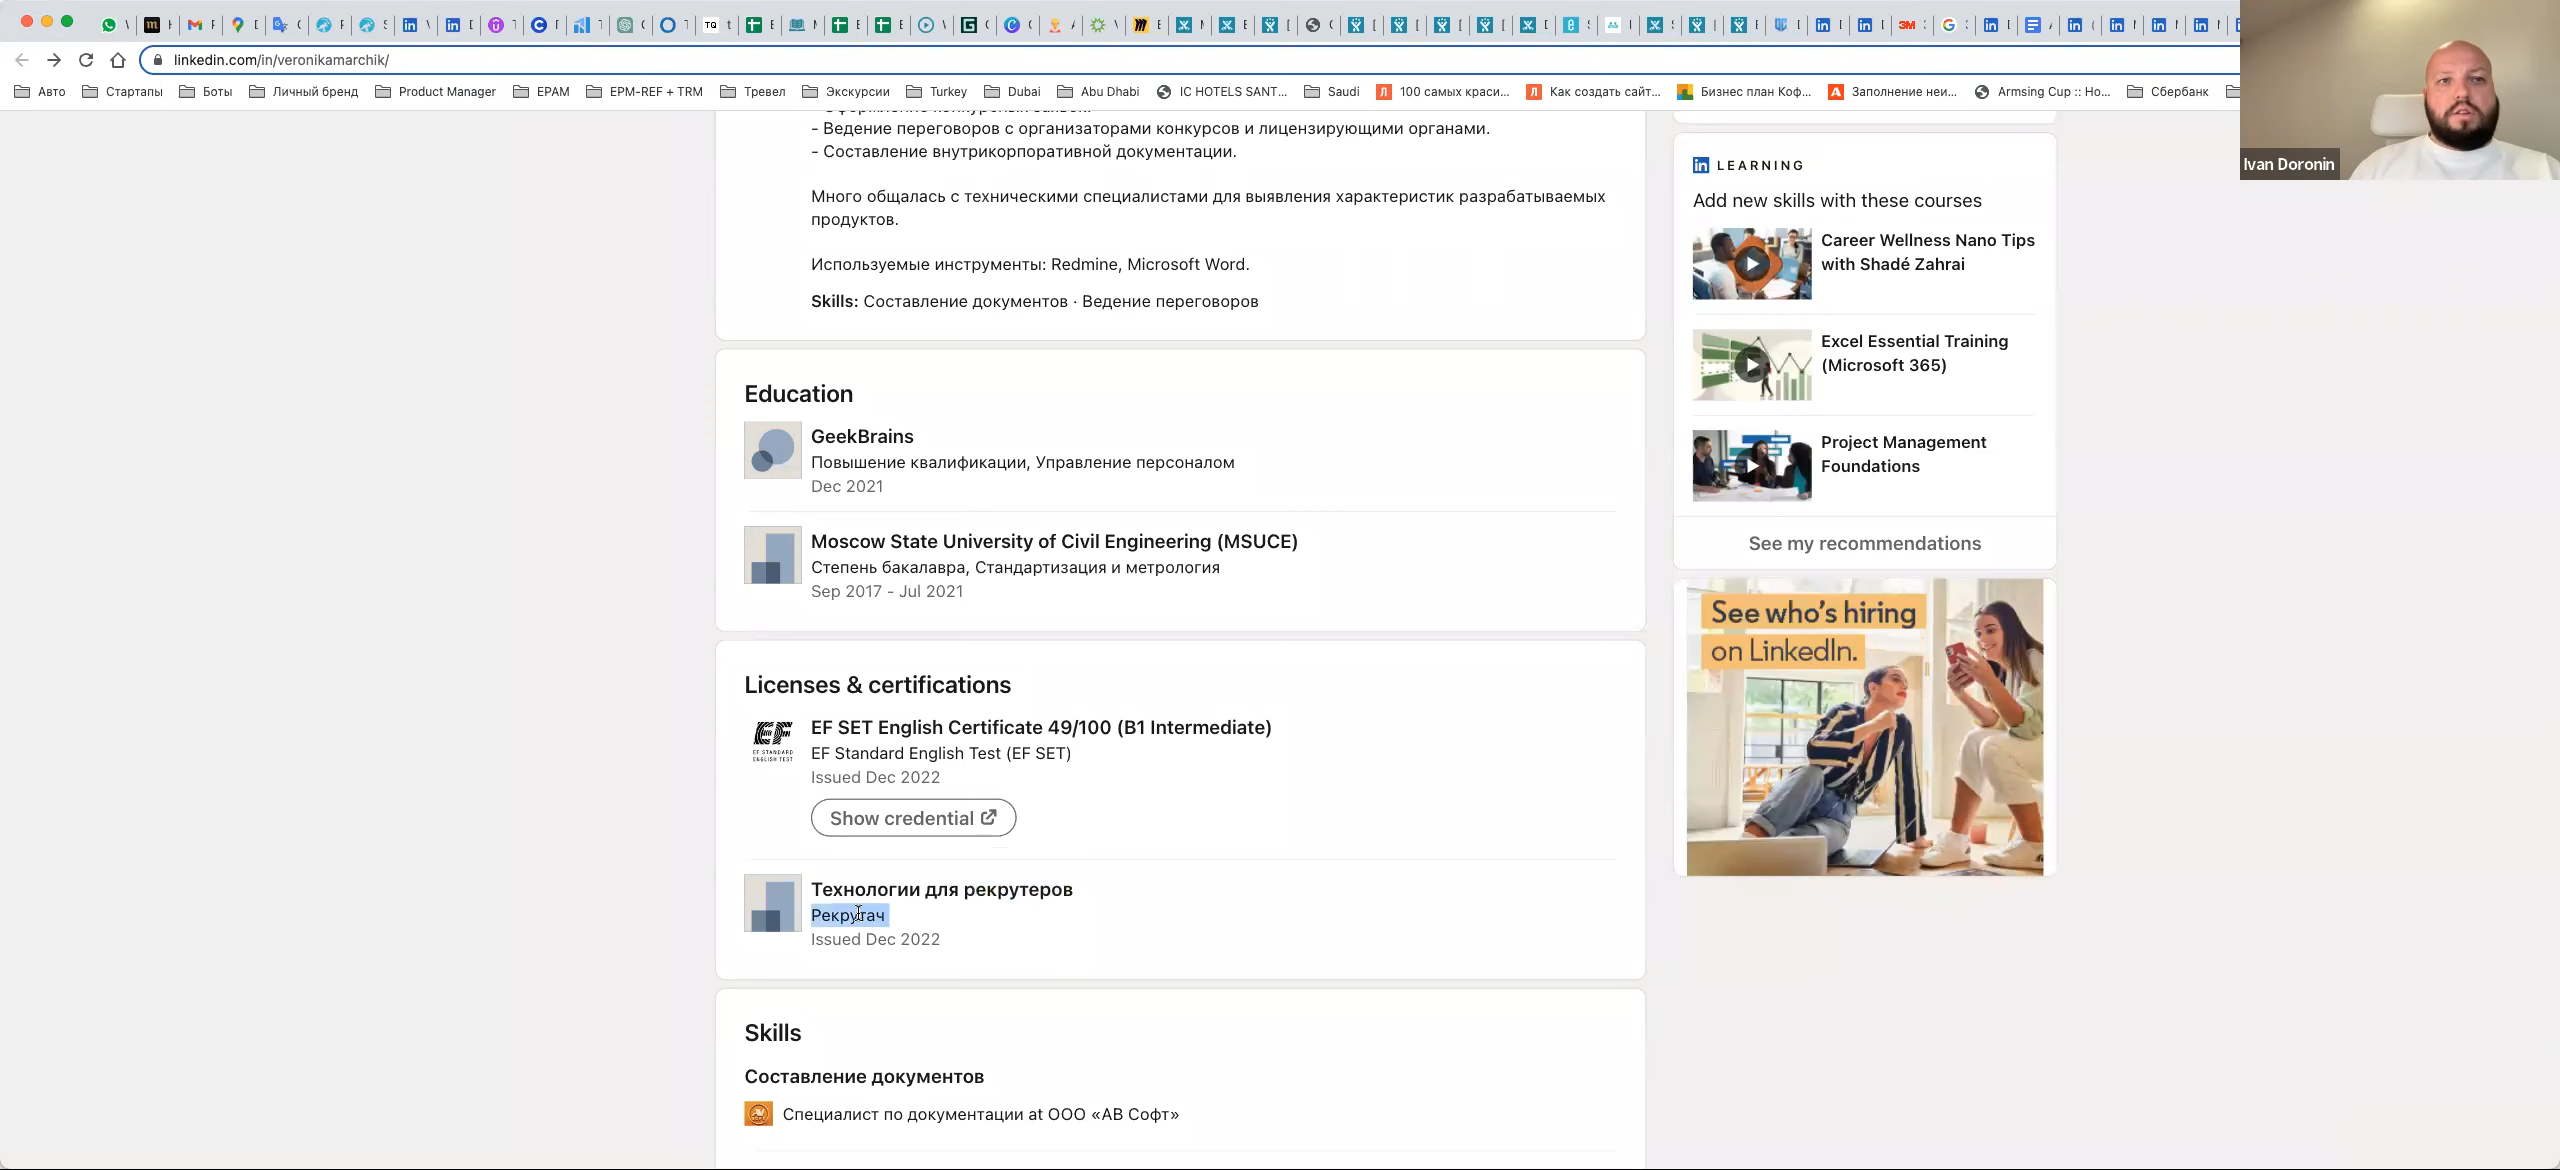 linkedin.com/in/veronikamarchik/
Авто
Стартапы
Боты
Личный бренд
Product Manager
EPAM
EPM-REF + TRM
Тревел
Экскурсии
Turkey
Dubai
Abu Dhabi
IC HOTELS SANT...
Saudi
100 самых краси...
Как создать сайт...
Бизнес план Коф...
Заполнение неи...
Armsing Cup :: Ho...
Сбербанк
Ivan Doronin
- Ведение переговоров с организаторами конкурсов и лицензирующими органами.
- Составление внутрикорпоративной документации.
Много общалась с техническими специалистами для выявления характеристик разрабатываемых
продуктов.
Используемые инструменты: Redmine, Microsoft Word.
Skills: Составление документов · Ведение переговоров
Education
GeekBrains
Повышение квалификации, Управление персоналом
Dec 2021
Moscow State University of Civil Engineering (MSUCE)
Степень бакалавра, Стандартизация и метрология
Sep 2017 - Jul 2021
Licenses & certifications
EF SET English Certificate 49/100 (B1 Intermediate)
EF Standard English Test (EF SET)
Issued Dec 2022
EF
EF STANDARD
ENGLISH TEST
Show credential
Технологии для рекрутеров
Рекрутач
Issued Dec 2022
Skills
Составление документов
Специалист по документации at ООО «АВ Софт»
in LEARNING
Add new skills with these courses
Career Wellness Nano Tips
with Shadé Zahrai
Excel Essential Training
(Microsoft 365)
Project Management
Foundations
See my recommendations
See who's hiring
on LinkedIn.